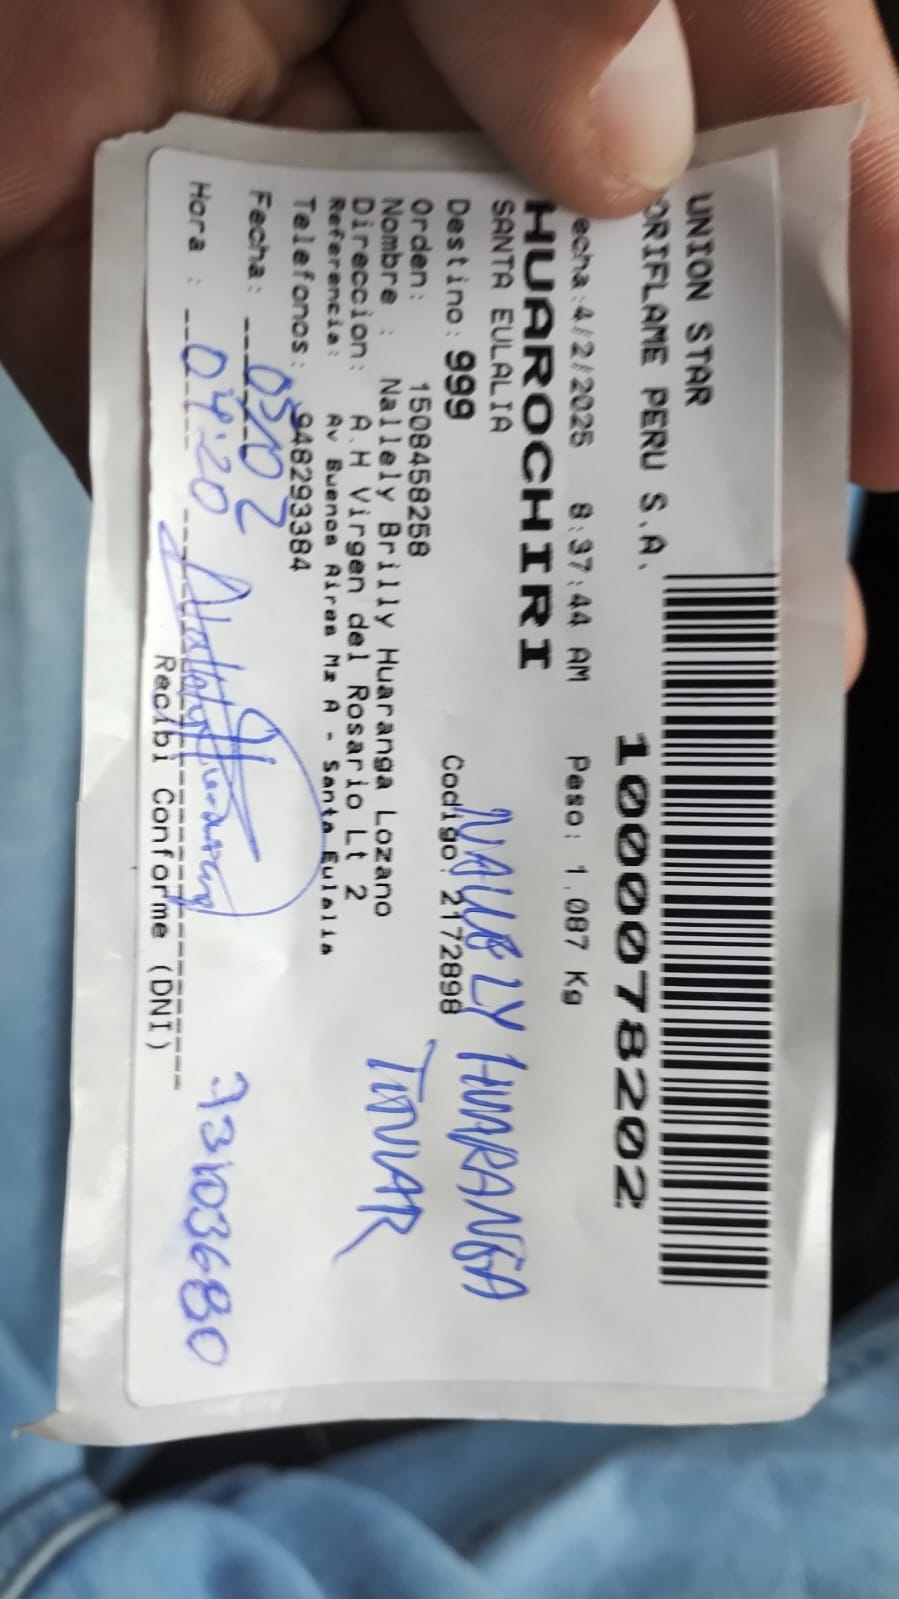 UNION STAR
ORIFLAME PERU S.A.
1000078202
echa:4/2/2025 8:37:44 AM Peso: 1.087 Kg
HUAROCHIRI
SANTA EULALIA
NALLELY HUARANGA
Destino: 999 Codigo: 2172898
TITULAR
Orden: 1508458258
Nombre : Nallely Brilly Huaranga Lozano
Direccion: A.H Virgen del Rosario Lt 2
Referencia: Av Buenos Aires Mz A - Santa Eulalia
Telefonos: 948293384
Fecha: 05/02
Hora : 04:20 73103680
Recibi Conforme (DNI)